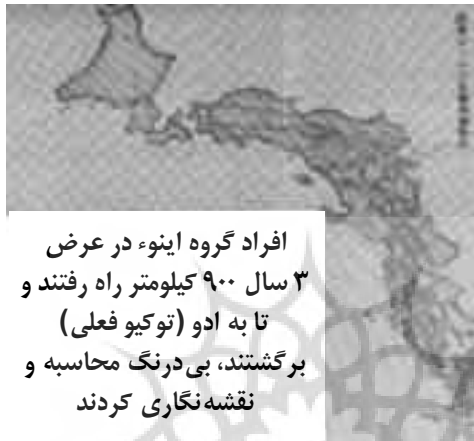 افراد گروه اینوء در عرض
۳ سال ۹۰۰ کیلومتر راه رفتند و
تا به ادو (توکیو فعلی)
برگشتند، بی‌درنگ محاسبه و
نقشه‌نگاری کردند